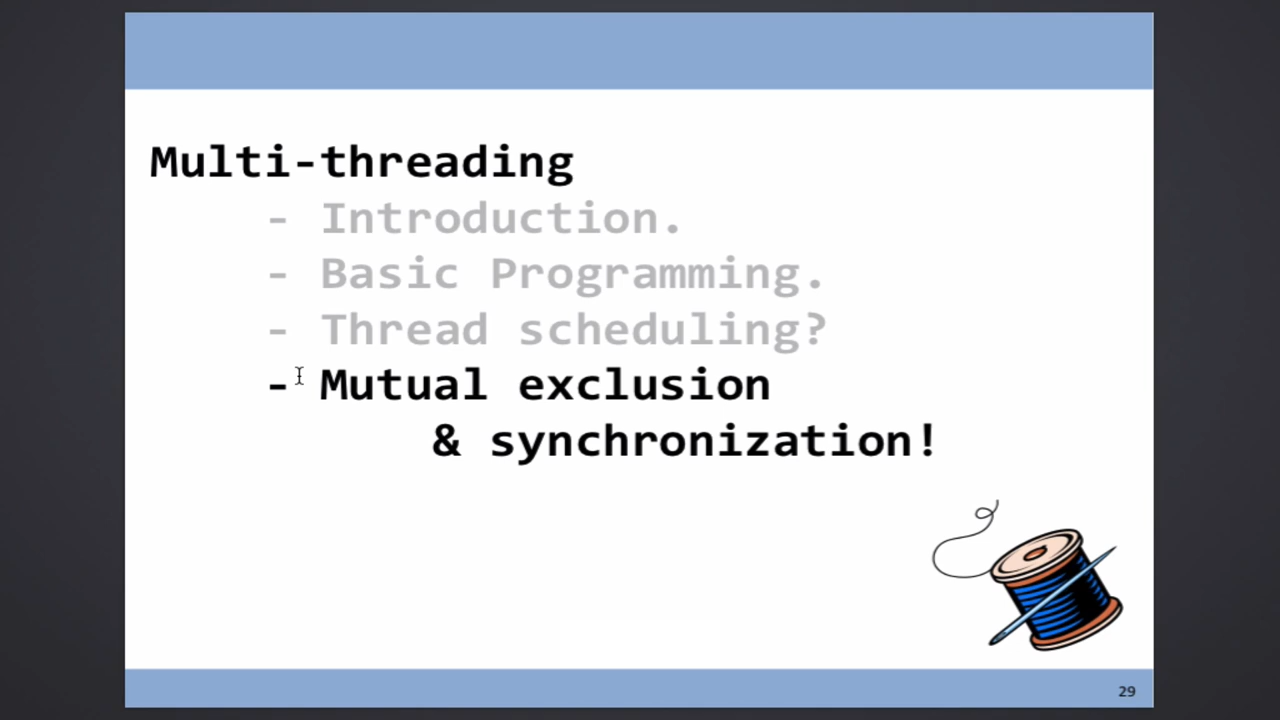 Multi-threading
- Introduction.
- Basic Programming.
- Thread scheduling?
- Mutual exclusion
& synchronization!
29